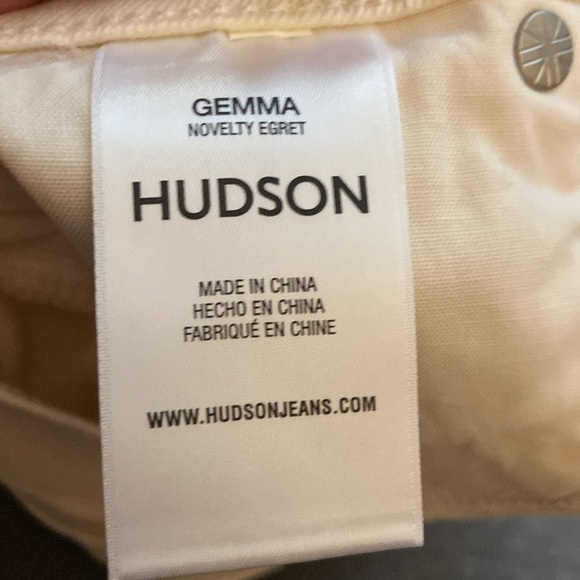 GEMMA
NOVELTY EGRET
HUDSON
MADE IN CHINA
HECHO EN CHINA
FABRIQUÉ EN CHINE
WWW.HUDSONJEANS.COM